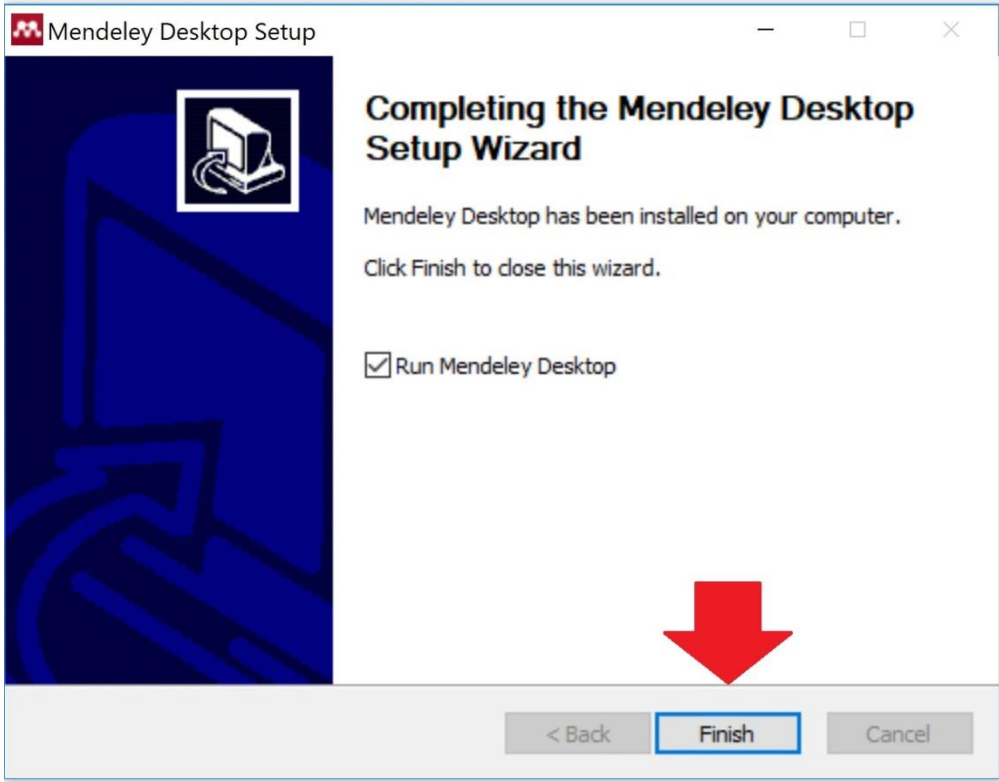 Mendeley Desktop Setup
Completing the Mendeley Desktop
Setup Wizard
Mendeley Desktop has been installed on your computer.
Click Finish to close this wizard.
Run Mendeley Desktop
< Back
Finish
Cancel